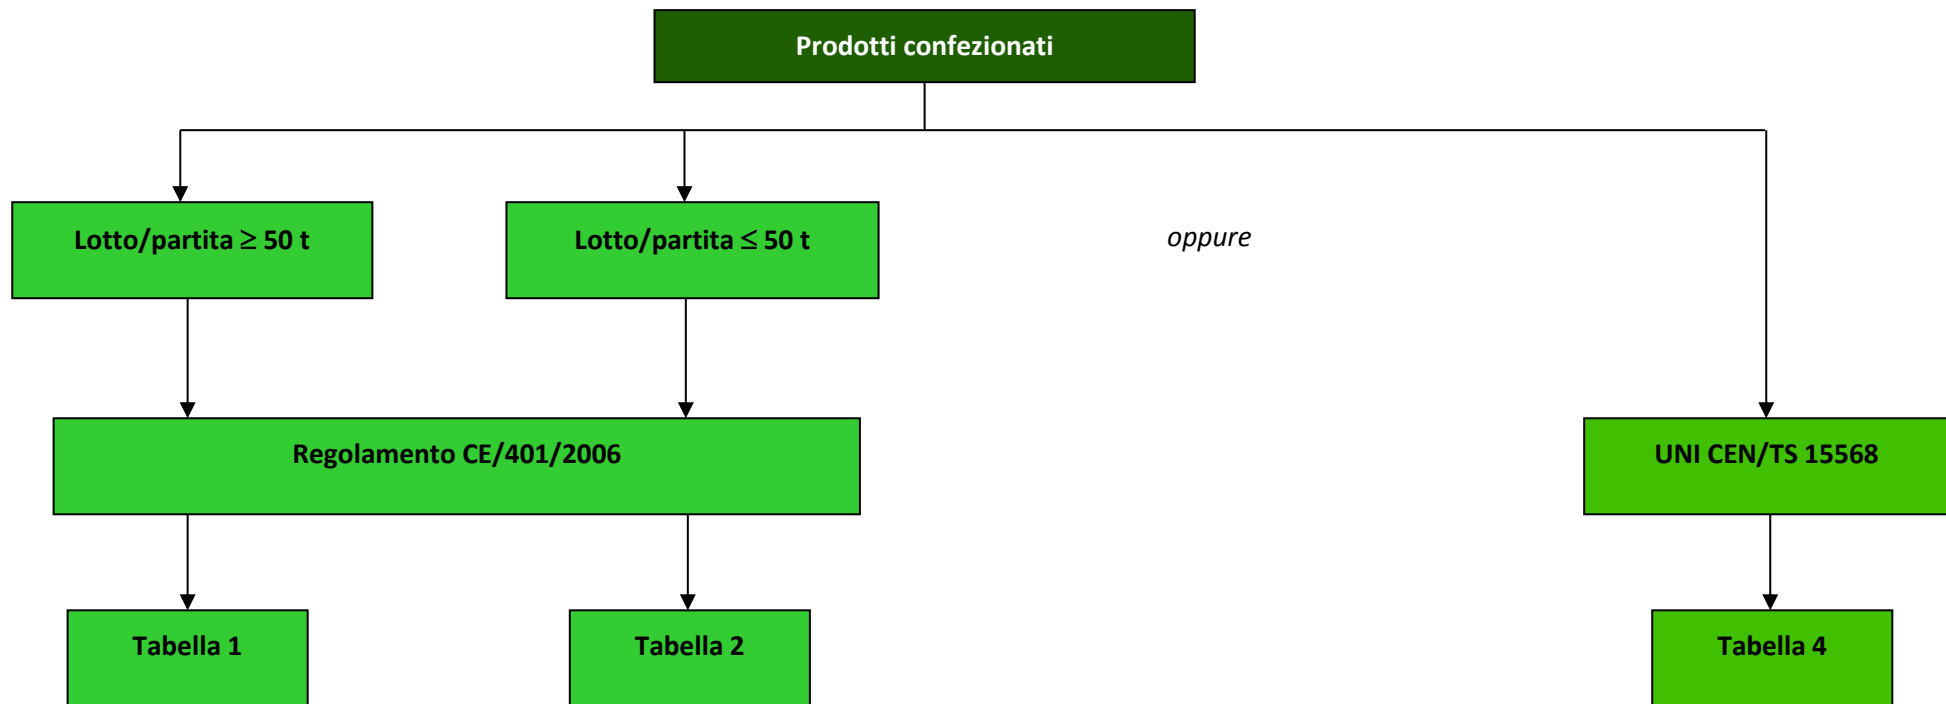 Prodotti confezionati
Lotto/partita ≥ 50 t
Lotto/partita ≤ 50 t
oppure
Regolamento CE/401/2006
UNI CEN/TS 15568
Tabella 1
Tabella 2
Tabella 4